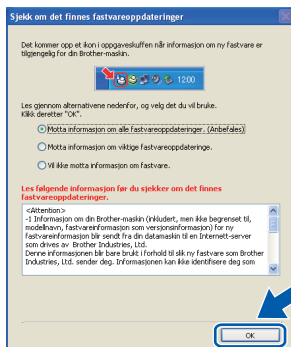 Sjekk om det finnes fastvareoppdateringer
Det kommer opp et ikon i oppgaveskuffen når informasjon om ny fastvare er
tilgjengelig for din Brother-maskin.
12:00
Les gjennom alternativene nedenfor, og velg det du vil bruke.
Klikk deretter "OK".
Motta informasjon om alle fastvareoppdateringer. (Anbefales)
Motta informasjon om viktige fastvareoppdateringe.
Vil ikke motta informasjon om fastvare.
Les følgende informasjon før du sjekker om det finnes
fastvareoppdateringer.
<Attention>
-1 Informasjon om din Brother-maskin (inkludert, men ikke begrenset til,
modellnavn, fastvareinformasjon som versjonsinformasjon) for ny
fastvareinformasjon blir sendt fra din datamaskin til en Internett-server
som drives av Brother Industries, Ltd.
Denne informasjonen blir bare brukt i forhold til slik ny fastvare som Brother
Industries, Ltd. sender deg. Informasjonen kan ikke identifisere deg som
OK